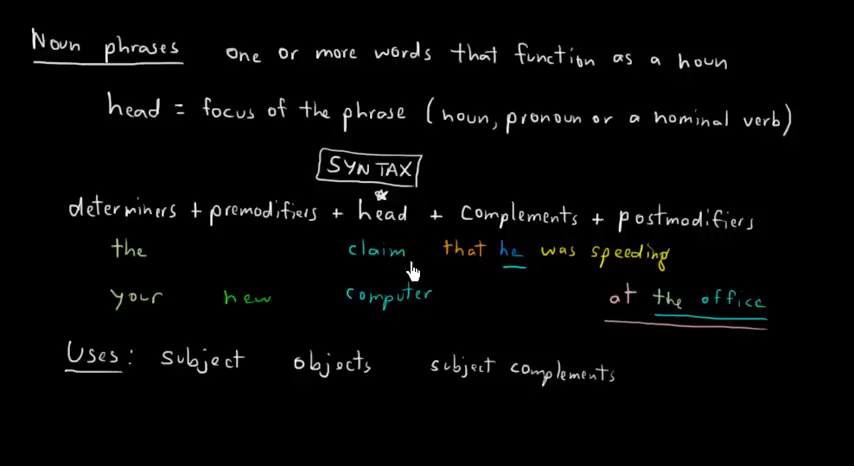 Noun phrases one or more words that function as a noun
head = focus of the phrase (noun, pronoun or a nominal verb)
SYNTAX
determiners + premodifiers + head + complements + postmodifiers
the claim that he was speeding
your new computer at the office
Uses: subject objects subject complements